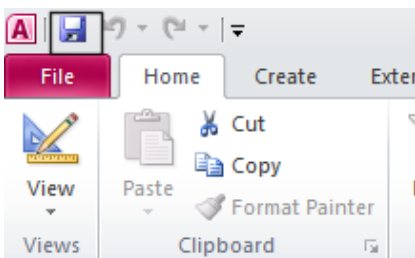 A
File Home Create Exter
Cut
Copy
View Paste Format Painter
Views Clipboard